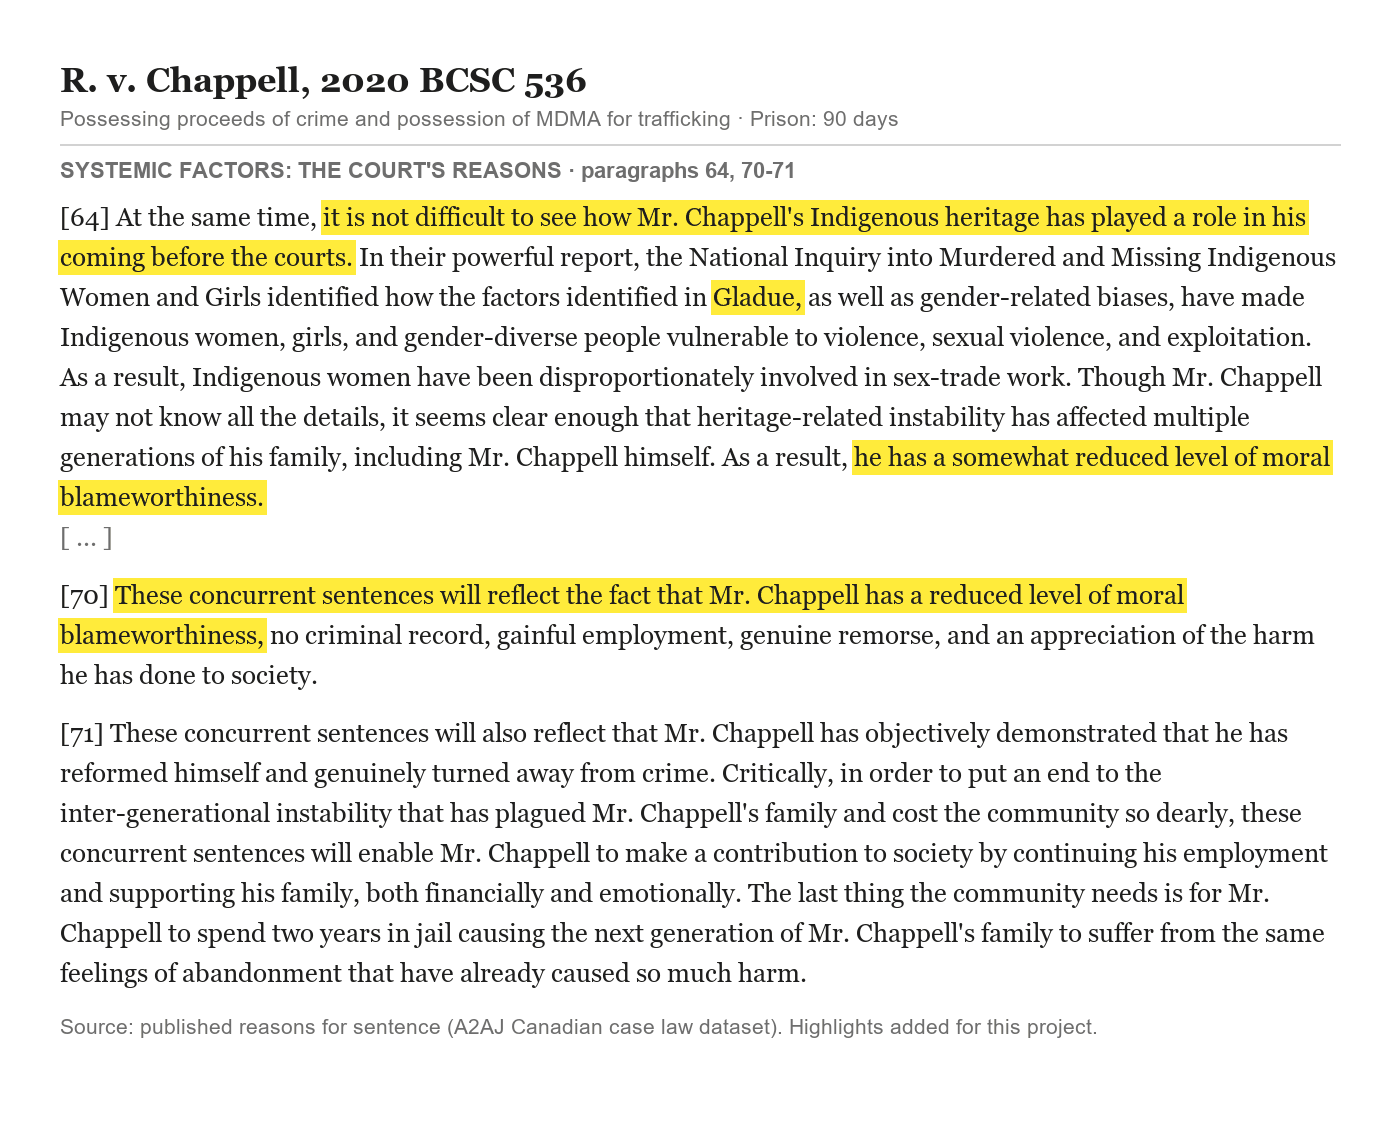 R. v. Chappell, 2020 BCSC 536
Possessing proceeds of crime and possession of MDMA for trafficking · Prison: 90 days
SYSTEMIC FACTORS: THE COURT'S REASONS · paragraphs 64, 70-71
[64] At the same time, it is not difficult to see how Mr. Chappell's Indigenous heritage has played a role in his
coming before the courts. In their powerful report, the National Inquiry into Murdered and Missing Indigenous
Women and Girls identified how the factors identified in Gladue, as well as gender-related biases, have made
Indigenous women, girls, and gender-diverse people vulnerable to violence, sexual violence, and exploitation.
As a result, Indigenous women have been disproportionately involved in sex-trade work. Though Mr. Chappell
may not know all the details, it seems clear enough that heritage-related instability has affected multiple
generations of his family, including Mr. Chappell himself. As a result, he has a somewhat reduced level of moral
blameworthiness.
[ ... ]
[70] These concurrent sentences will reflect the fact that Mr. Chappell has a reduced level of moral
blameworthiness, no criminal record, gainful employment, genuine remorse, and an appreciation of the harm
he has done to society.
[71] These concurrent sentences will also reflect that Mr. Chappell has objectively demonstrated that he has
reformed himself and genuinely turned away from crime. Critically, in order to put an end to the
inter-generational instability that has plagued Mr. Chappell's family and cost the community so dearly, these
concurrent sentences will enable Mr. Chappell to make a contribution to society by continuing his employment
and supporting his family, both financially and emotionally. The last thing the community needs is for Mr.
Chappell to spend two years in jail causing the next generation of Mr. Chappell's family to suffer from the same
feelings of abandonment that have already caused so much harm.
Source: published reasons for sentence (A2AJ Canadian case law dataset). Highlights added for this project.